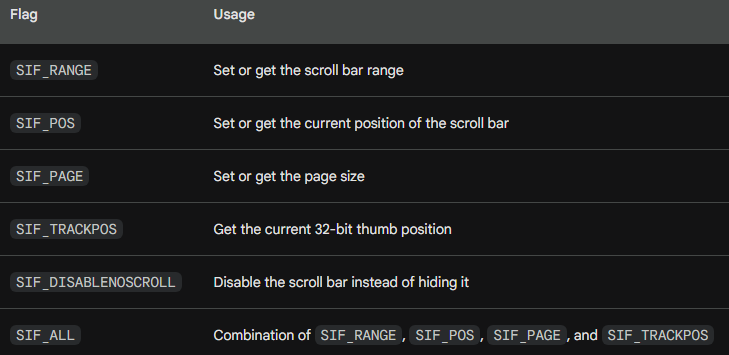 Flag Usage
SIF_RANGE Set or get the scroll bar range
SIF_POS Set or get the current position of the scroll bar
SIF_PAGE Set or get the page size
SIF_TRACKPOS Get the current 32-bit thumb position
SIF_DISABLENOSCROLL Disable the scroll bar instead of hiding it
SIF_ALL Combination of SIF_RANGE, SIF_POS, SIF_PAGE, and SIF_TRACKPOS